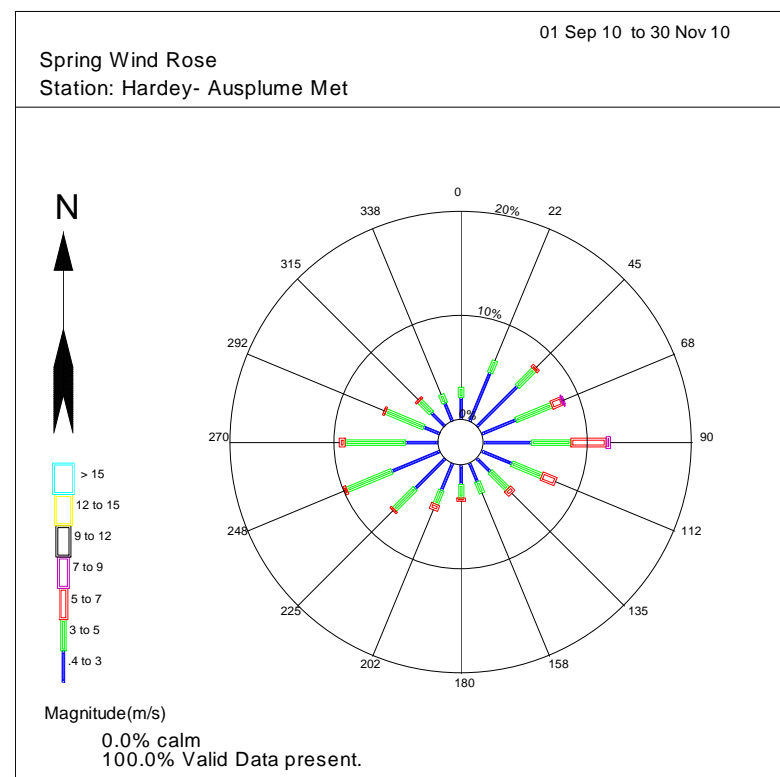 01 Sep 10 to 30 Nov 10
Spring Wind Rose
Station: Hardey- Ausplume Met
N
0
22
45
68
90
112
135
158
180
202
225
248
270
292
315
338
20%
10%
0%
> 15
12 to 15
9 to 12
7 to 9
5 to 7
3 to 5
.4 to 3
Magnitude(m/s)
0.0% calm
100.0% Valid Data present.